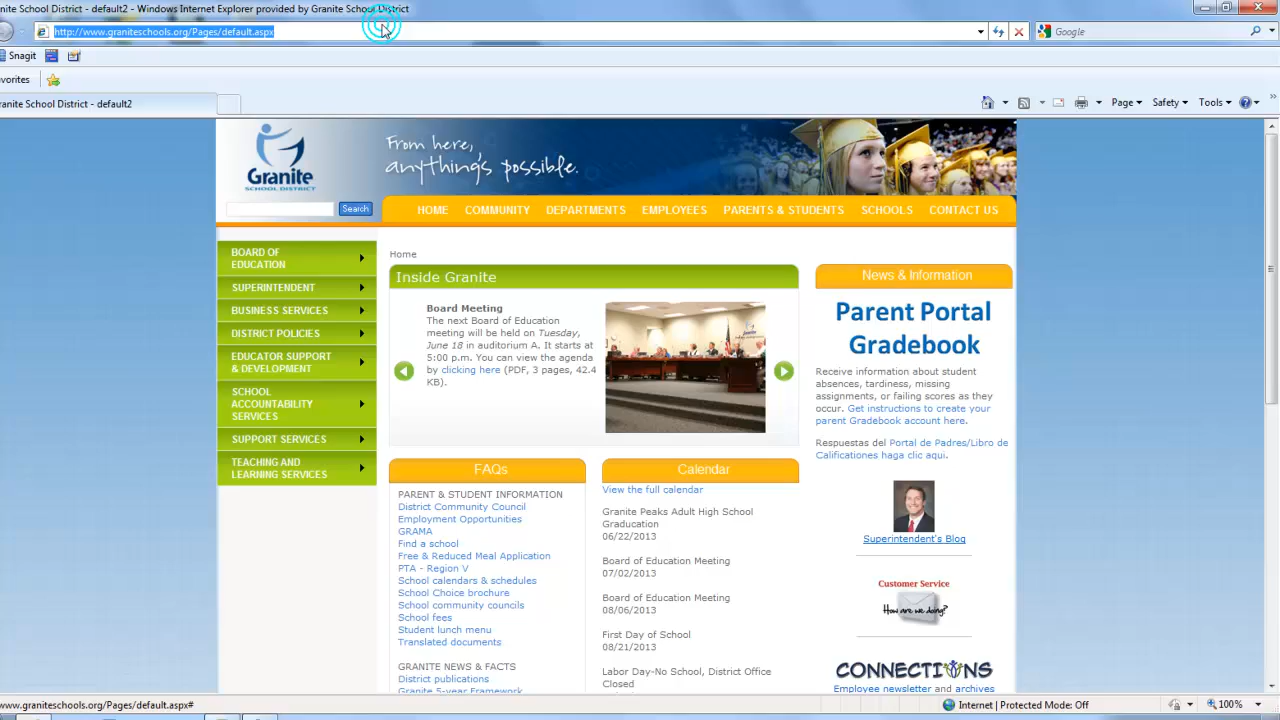 nite School District - default2 - Windows Internet Explorer provided by Granite School District
http://www.graniteschools.org/Pages/default.aspx
Google
Snagit
vorites
ranite School District - default2
Page
Safety
Tools
From here,
anything's possible.
Granite
SCHOOL DISTRICT
Search
HOME COMMUNITY DEPARTMENTS EMPLOYEES PARENTS & STUDENTS SCHOOLS CONTACT US
BOARD OF
EDUCATION
SUPERINTENDENT
BUSINESS SERVICES
DISTRICT POLICIES
EDUCATOR SUPPORT
& DEVELOPMENT
SCHOOL
ACCOUNTABILITY
SERVICES
SUPPORT SERVICES
TEACHING AND
LEARNING SERVICES
Home
Inside Granite
Board Meeting
The next Board of Education
meeting will be held on Tuesday,
June 18 in auditorium A. It starts at
5:00 p.m. You can view the agenda
by clicking here (PDF, 3 pages, 42.4
KB).
FAQs
PARENT & STUDENT INFORMATION
District Community Council
Employment Opportunities
GRAMA
Find a school
Free & Reduced Meal Application
PTA - Region V
School calendars & schedules
School Choice brochure
School community councils
School fees
Student lunch menu
Translated documents
GRANITE NEWS & FACTS
District publications
Granite 5-year Framework
Calendar
View the full calendar
Granite Peaks Adult High School
Graducation
06/22/2013
Board of Education Meeting
07/02/2013
Board of Education Meeting
08/06/2013
First Day of School
08/21/2013
Labor Day-No School, District Office
Closed
News & Information
Parent Portal
Gradebook
Receive information about student
absences, tardiness, missing
assignments, or failing scores as they
occur. Get instructions to create your
parent Gradebook account here.
Respuestas del Portal de Padres/Libro de
Calificationes haga clic aqui.
Superintendent's Blog
Customer Service
How are we doing?
CONNECTIONS
Employee newsletter and archives
www.graniteschools.org/Pages/default.aspx#
Internet | Protected Mode: Off
100%